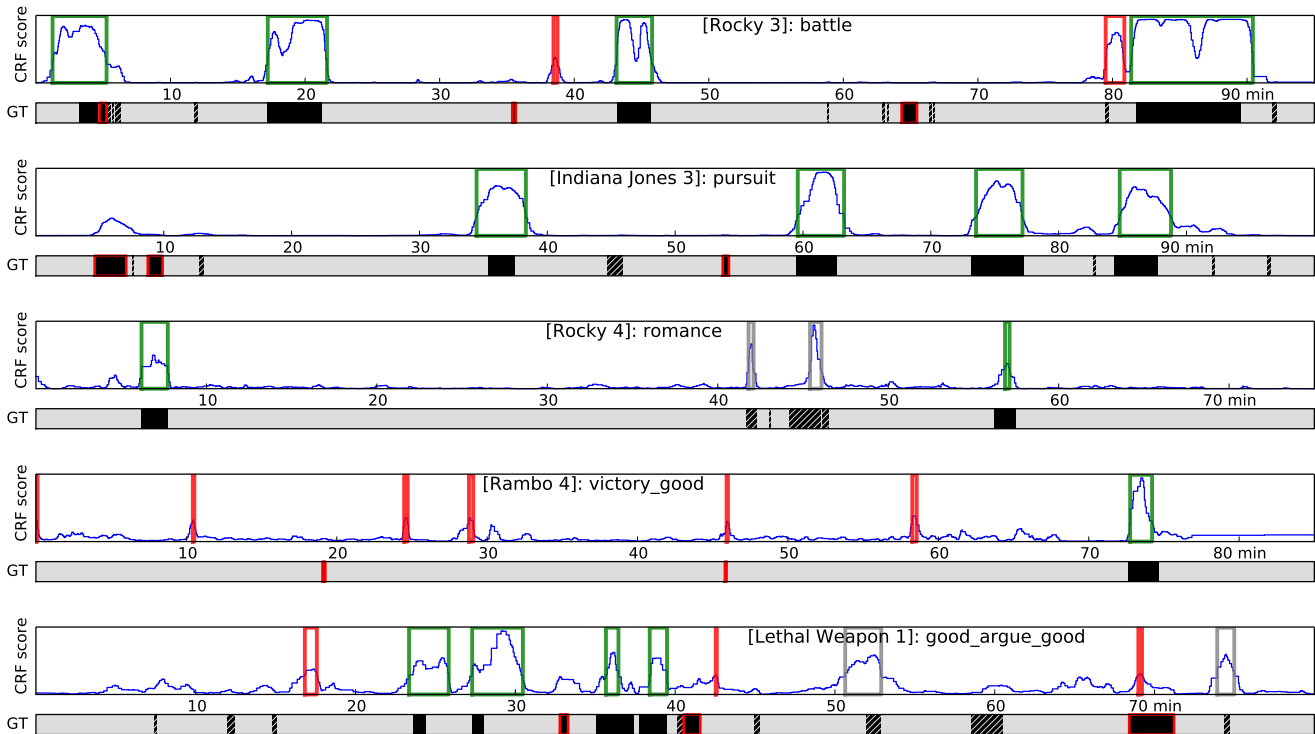 CRF score
[Rocky 3]: battle
10 20 30 40 50 60 70 80 90 min
GT
CRF score
[Indiana Jones 3]: pursuit
10 20 30 40 50 60 70 80 90 min
GT
CRF score
[Rocky 4]: romance
10 20 30 40 50 60 70 min
GT
CRF score
[Rambo 4]: victory_good
10 20 30 40 50 60 70 80 min
GT
CRF score
[Lethal Weapon 1]: good_argue_good
10 20 30 40 50 60 70 min
GT